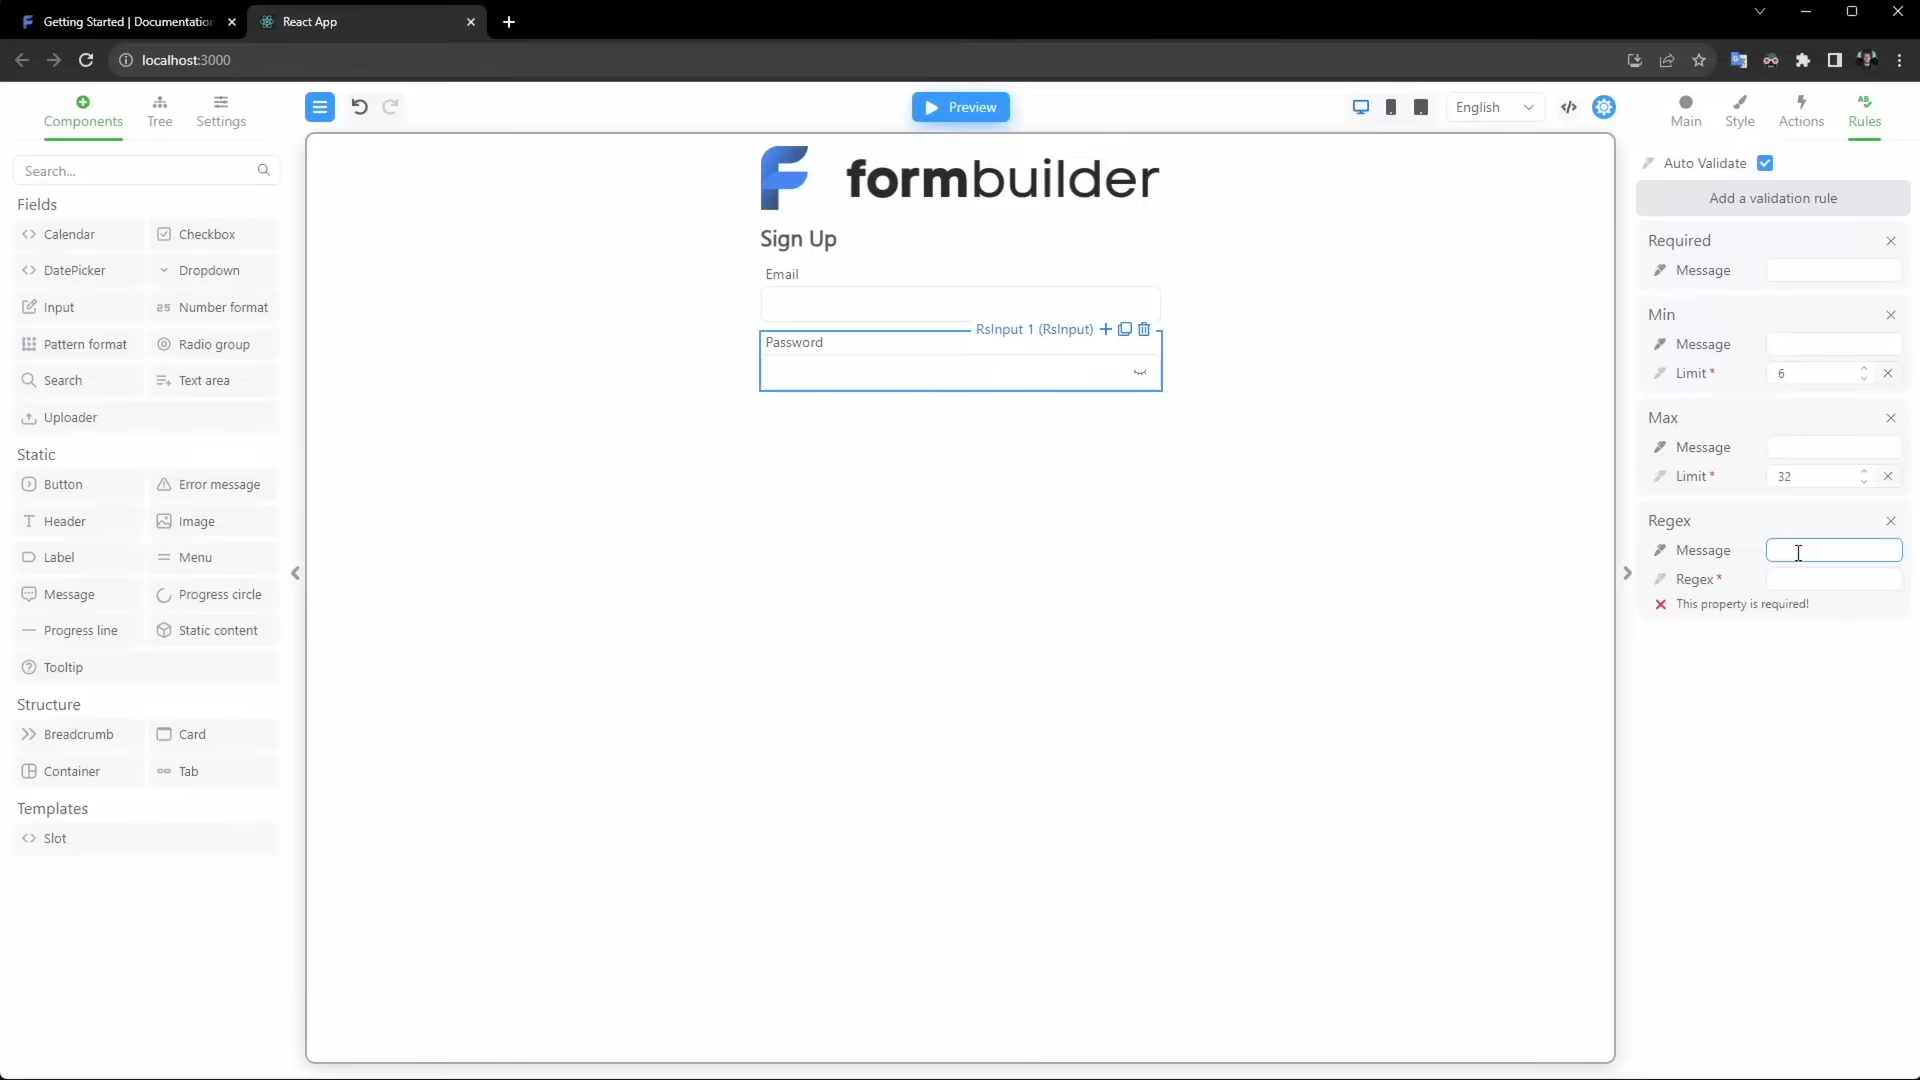 Getting Started | Documentation
React App
localhost:3000
Components
Tree
Settings
Preview
English
Main
Style
Actions
Rules
Search...
Fields
Calendar
Checkbox
DatePicker
Dropdown
Input
Number format
Pattern format
Radio group
Search
Text area
Uploader
Static
Button
Error message
Header
Image
Label
Menu
Message
Progress circle
Progress line
Static content
Tooltip
Structure
Breadcrumb
Card
Container
Tab
Templates
Slot
formbuilder
Sign Up
Email
RsInput 1 (RsInput)
Password
Auto Validate
Add a validation rule
Required
Message
Min
Message
Limit * 6
Max
Message
Limit * 32
Regex
Message
Regex *
This property is required!